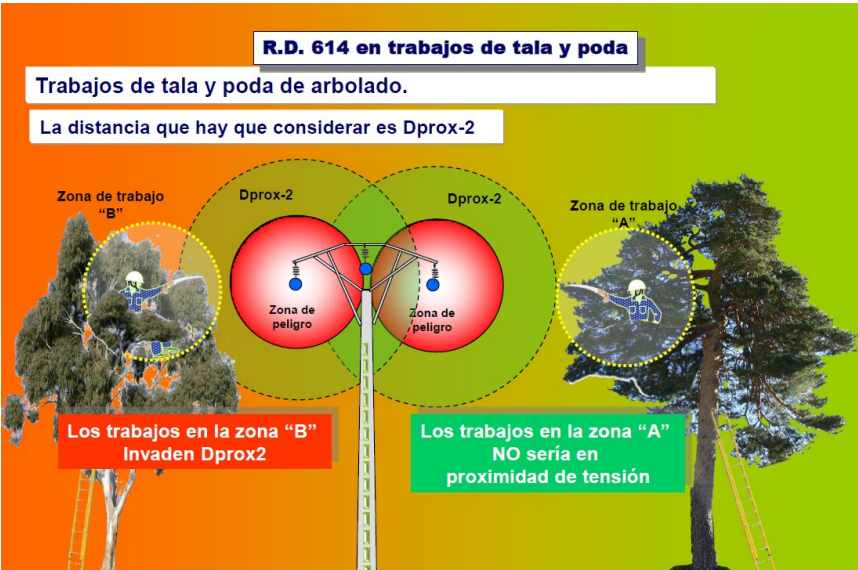 R.D. 614 en trabajos de tala y poda
Trabajos de tala y poda de arbolado.
La distancia que hay que considerar es Dprox-2
Zona de trabajo
“B”
Dprox-2
Dprox-2
Zona de trabajo
“A”
Zona de
peligro
Zona de
peligro
Los trabajos en la zona “B”
Invaden Dprox2
Los trabajos en la zona “A”
NO sería en
proximidad de tensión